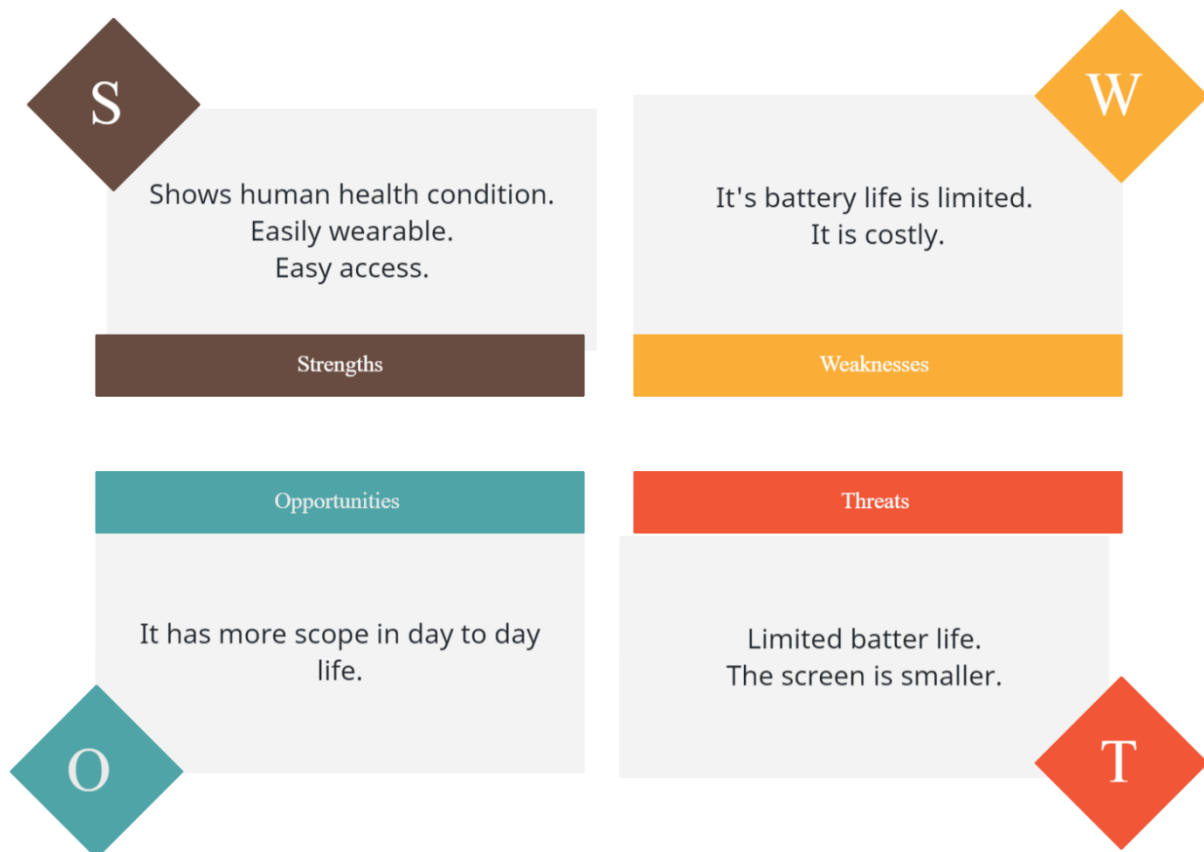 S
Shows human health condition.
Easily wearable.
Easy access.
Strengths
W
It's battery life is limited.
It is costly.
Weaknesses
Opportunities
It has more scope in day to day
life.
O
Threats
Limited batter life.
The screen is smaller.
T